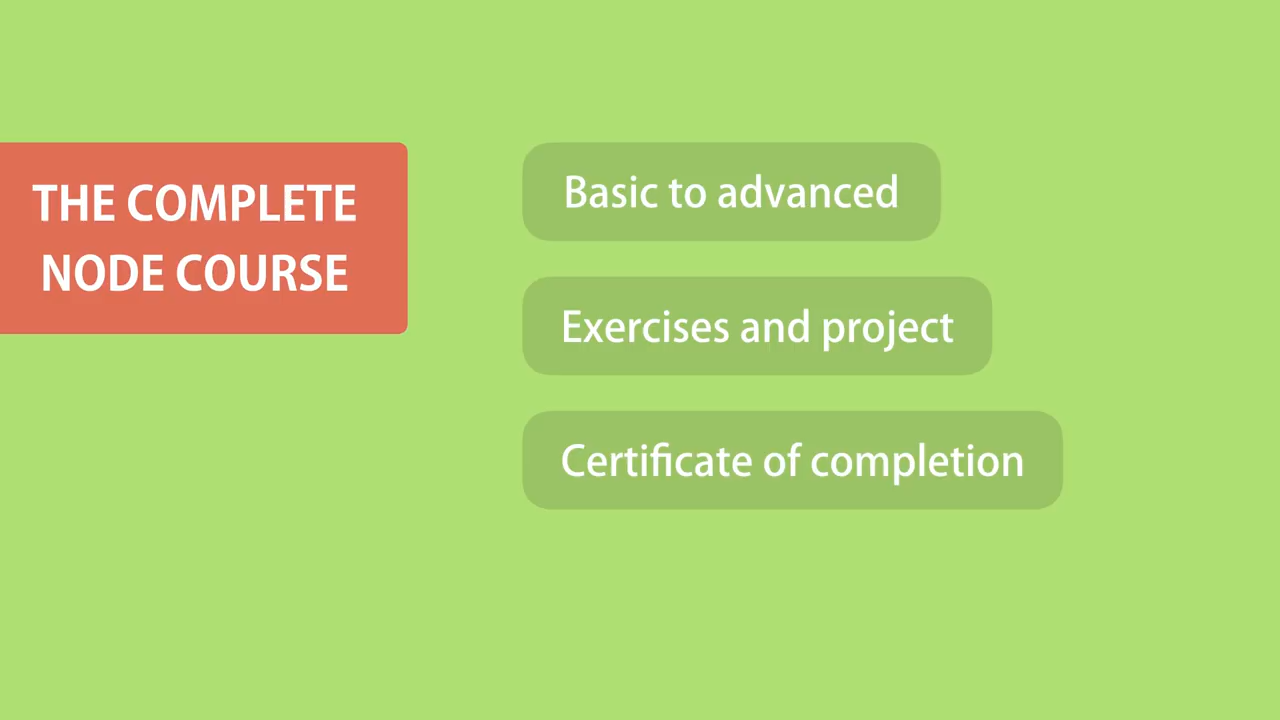 THE COMPLETE
NODE COURSE
Basic to advanced
Exercises and project
Certificate of completion